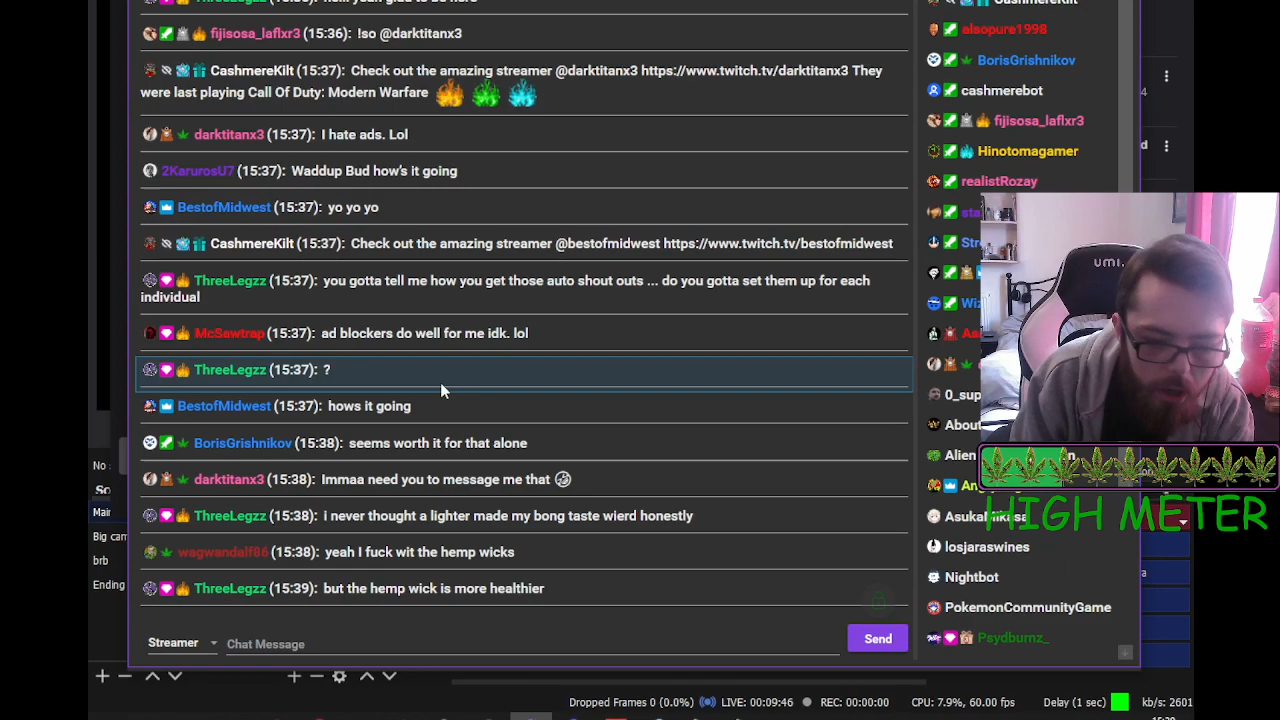 fijisosa_laflxr3 (15:36): !so @darktitanx3
CashmereKilt (15:37): Check out the amazing streamer @darktitanx3 https://www.twitch.tv/darktitanx3 They
were last playing Call Of Duty: Modern Warfare
darktitanx3 (15:37): I hate ads. Lol
2KarurosU7 (15:37): Waddup Bud how's it going
BestofMidwest (15:37): yo yo yo
CashmereKilt (15:37): Check out the amazing streamer @bestofmidwest https://www.twitch.tv/bestofmidwest
ThreeLegzz (15:37): you gotta tell me how you get those auto shout outs ... do you gotta set them up for each
individual
McSawtrap (15:37): ad blockers do well for me idk. lol
ThreeLegzz (15:37): ?
BestofMidwest (15:37): hows it going
BorisGrishnikov (15:38): seems worth it for that alone
darktitanx3 (15:38): Immaa need you to message me that
ThreeLegzz (15:38): i never thought a lighter made my bong taste wierd honestly
wagwandalf86 (15:38): yeah I fuck wit the hemp wicks
ThreeLegzz (15:39): but the hemp wick is more healthier
Streamer
Chat Message
Send
CashmereKilt
alsopure1998
BorisGrishnikov
cashmerebot
fijisosa_laflxr3
Hinotomagamer
realistRozay
0_sup
About
Alien
AsukaMikasa
losjaraswines
Nightbot
PokemonCommunityGame
Psydburnz_
HIGH METER
No s
Main
Big cam
brb
Ending
Dropped Frames 0 (0.0%) LIVE: 00:09:46 REC: 00:00:00 CPU: 7.9%, 60.00 fps Delay (1 sec) kb/s: 2601